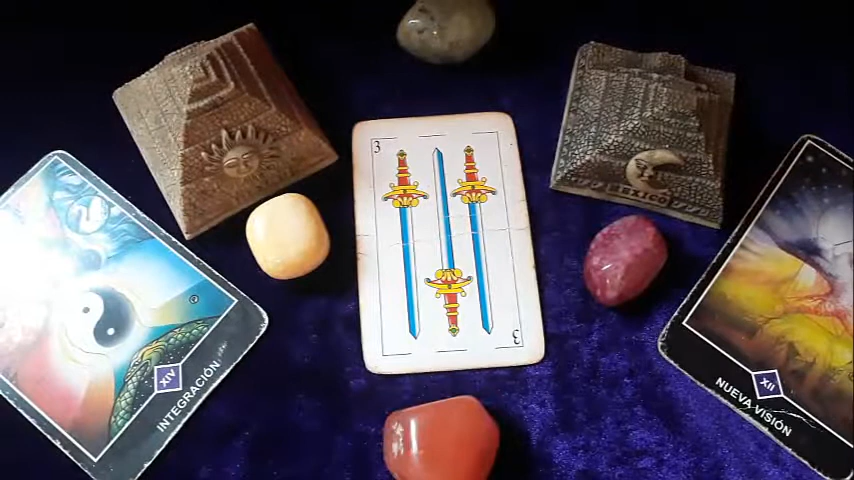 3
3
MEXICO
XIV
INTEGRACIÓN
XII
NUEVA VISIÓN